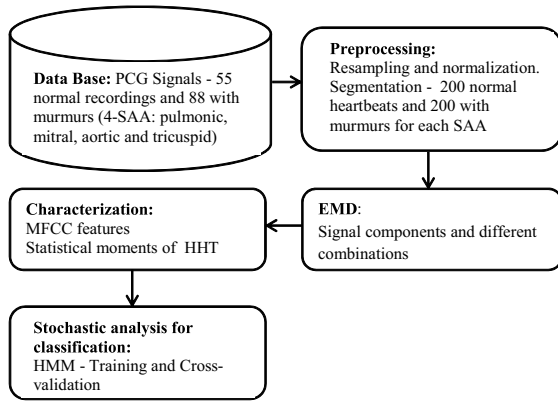 Data Base: PCG Signals - 55
normal recordings and 88 with
murmurs (4-SAA: pulmonic,
mitral, aortic and tricuspid)
Preprocessing:
Resampling and normalization.
Segmentation - 200 normal
heartbeats and 200 with
murmurs for each SAA
EMD:
Signal components and different
combinations
Characterization:
MFCC features
Statistical moments of HHT
Stochastic analysis for
classification:
HMM - Training and Cross-
validation